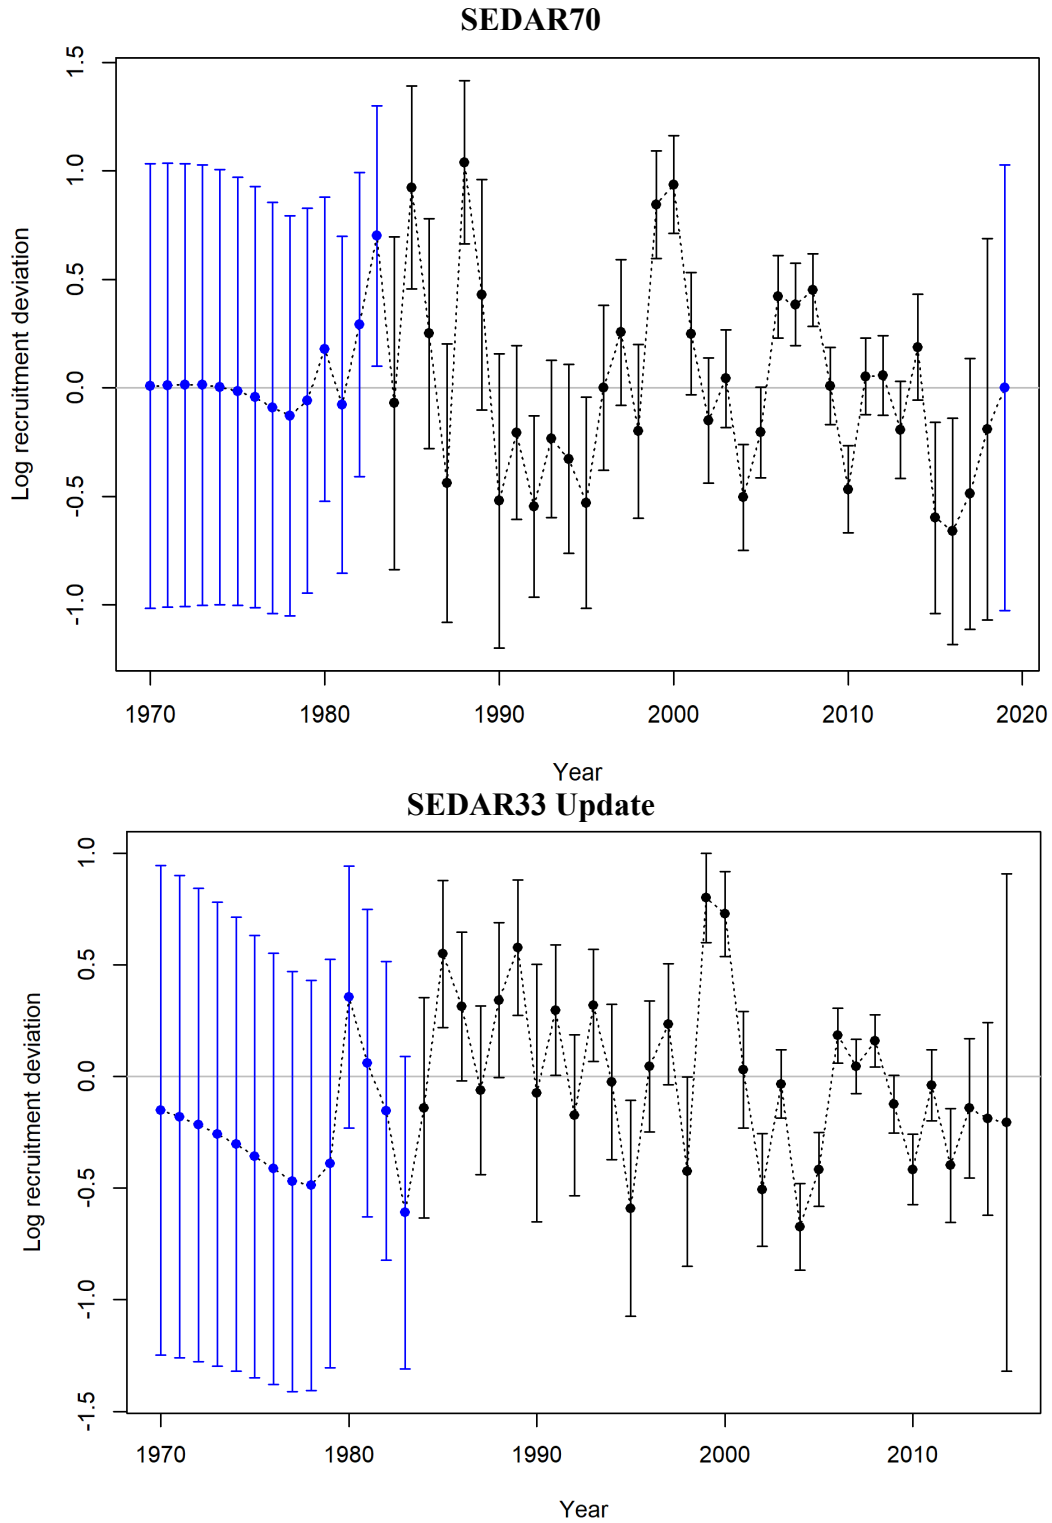 SEDAR70
1.5
1.0
0.5
0.0
-0.5
-1.0
Log recruitment deviation
1970 1980 1990 2000 2010 2020
Year
SEDAR33 Update
1.0
0.5
0.0
-0.5
-1.0
-1.5
Log recruitment deviation
1970 1980 1990 2000 2010
Year